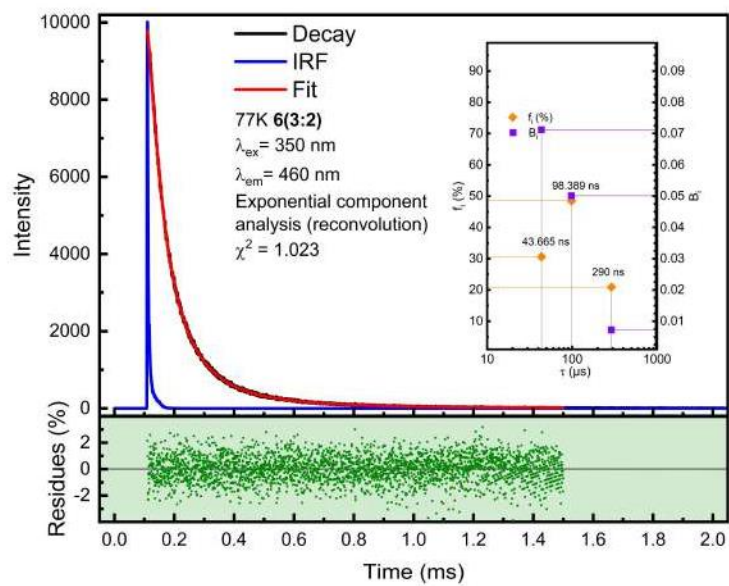 Decay
IRF
Fit
77K 6(3:2)
λex= 350 nm
λem= 460 nm
Exponential component
analysis (reconvolution)
χ² = 1.023
Intensity
10000
8000
6000
4000
2000
0
fi (%)
Bi
90
80
70
60
50
40
30
20
10
fi (%)
43.665 ns
98.389 ns
290 ns
0.09
0.08
0.07
0.06
0.05
0.04
0.03
0.02
0.01
Bi
10 100 1000
τ (µs)
Residues (%)
2
0
-2
0.0 0.2 0.4 0.6 0.8 1.0 1.2 1.4 1.6 1.8 2.0
Time (ms)